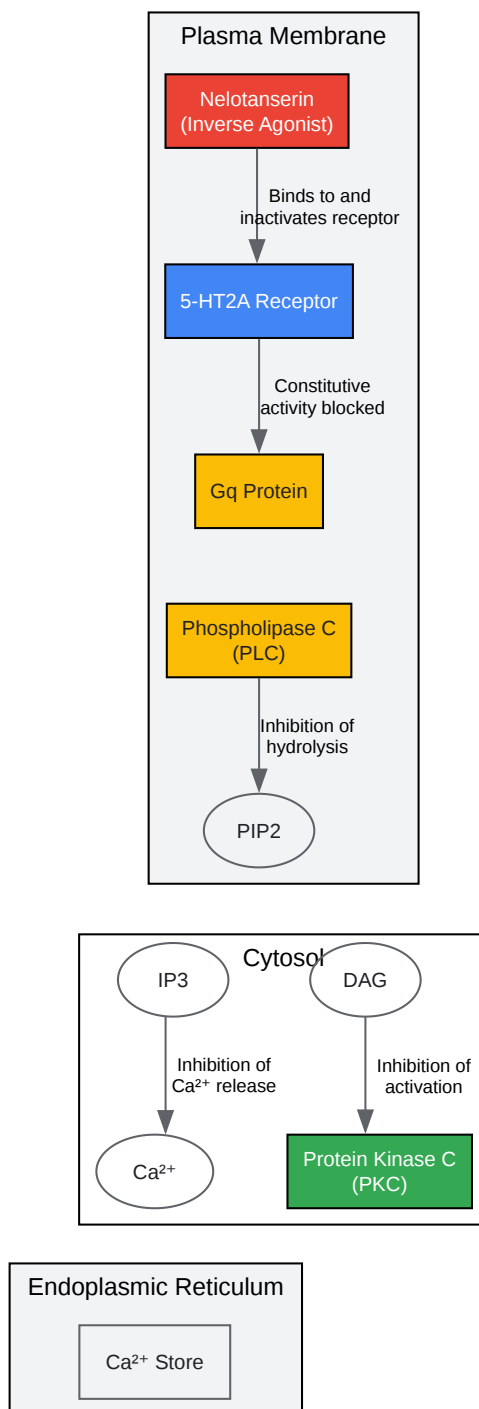 Plasma Membrane
Nelotanserin
(Inverse Agonist)
Binds to and
inactivates receptor
5-HT2A Receptor
Constitutive
activity blocked
Gq Protein
Phospholipase C
(PLC)
Inhibition of
hydrolysis
PIP2
Cytosol
IP3
DAG
Inhibition of
Ca²⁺ release
Inhibition of
activation
Ca²⁺
Protein Kinase C
(PKC)
Endoplasmic Reticulum
Ca²⁺ Store